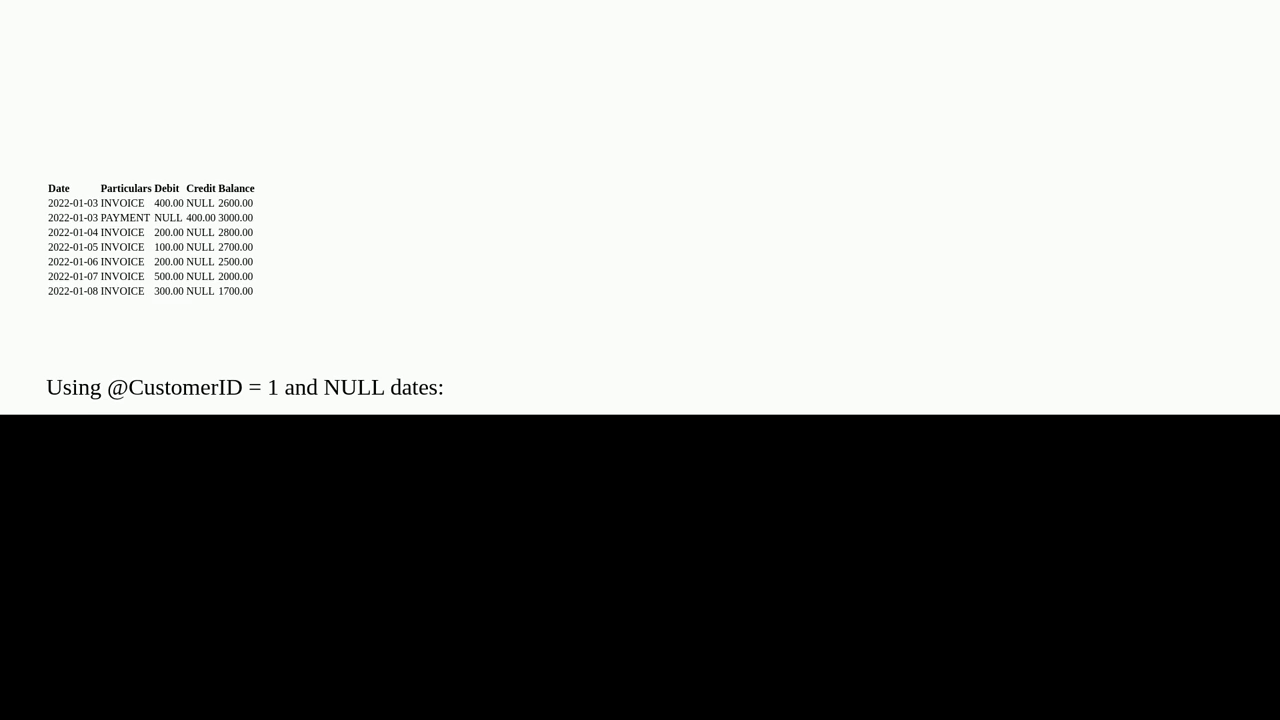 Date Particulars Debit Credit Balance
2022-01-03 INVOICE 400.00 NULL 2600.00
2022-01-03 PAYMENT NULL 400.00 3000.00
2022-01-04 INVOICE 200.00 NULL 2800.00
2022-01-05 INVOICE 100.00 NULL 2700.00
2022-01-06 INVOICE 200.00 NULL 2500.00
2022-01-07 INVOICE 500.00 NULL 2000.00
2022-01-08 INVOICE 300.00 NULL 1700.00
Using @CustomerID = 1 and NULL dates: